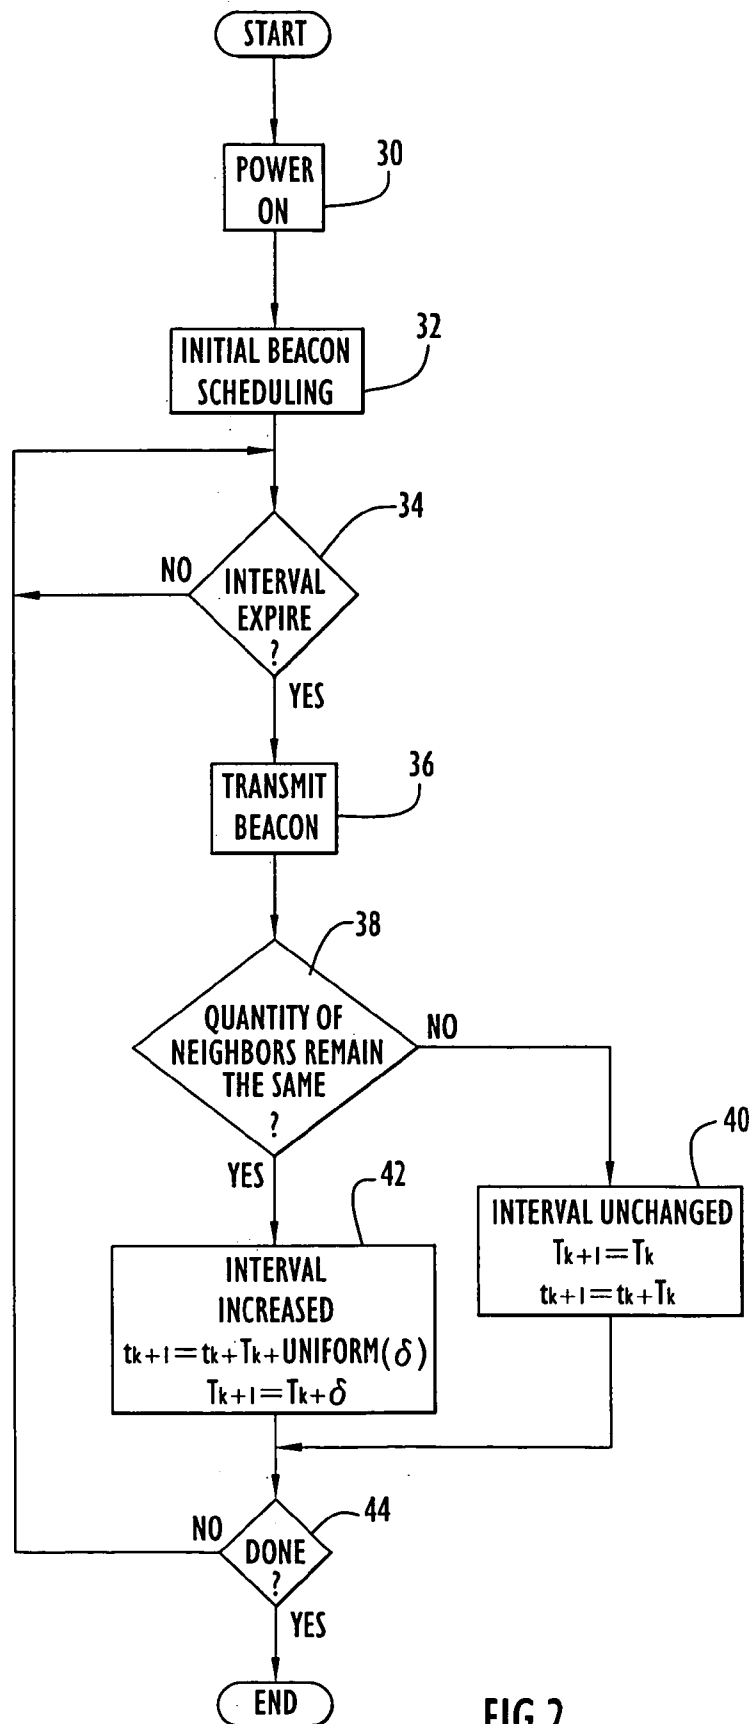 START
POWER
ON
30
INITIAL BEACON
SCHEDULING
32
34
NO
INTERVAL
EXPIRE
?
YES
TRANSMIT
BEACON
36
38
QUANTITY OF
NEIGHBORS REMAIN
THE SAME
?
NO
YES
42
40
INTERVAL UNCHANGED
Tk+1=Tk
tk+1=tk+Tk
INTERVAL
INCREASED
tk+1=tk+Tk+UNIFORM(δ)
Tk+1=Tk+δ
44
NO
DONE
?
YES
END
FIG.2